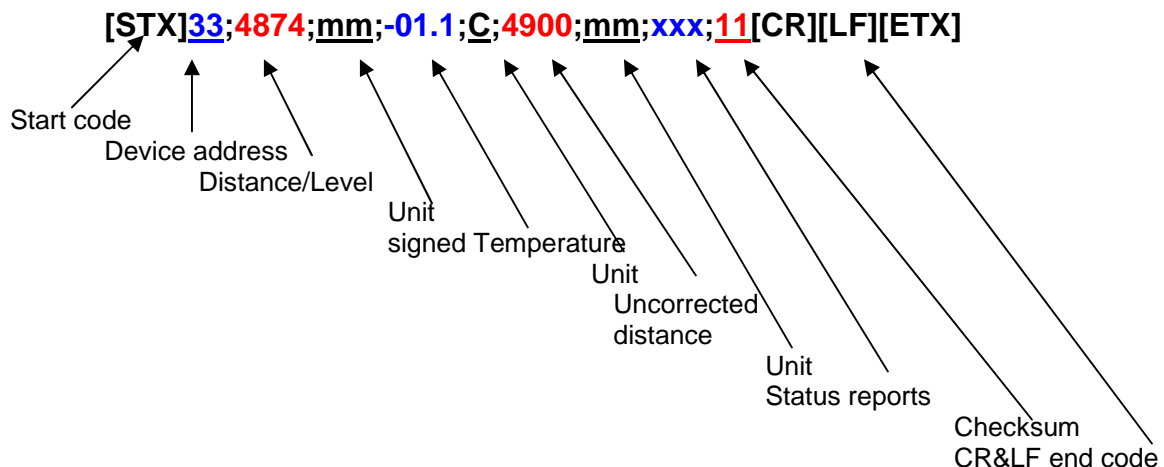 [STX]33;4874;mm;-01.1;C;4900;mm;xxx;11[CR][LF][ETX]
Start code
Device address
Distance/Level
Unit
signed Temperature
Unit
Uncorrected
distance
Unit
Status reports
Checksum
CR&LF end code